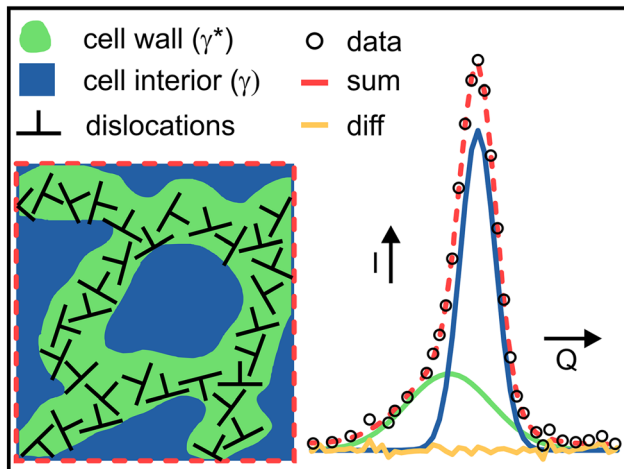 cell wall (γ*)
cell interior (γ)
dislocations
data
sum
diff
I
Q